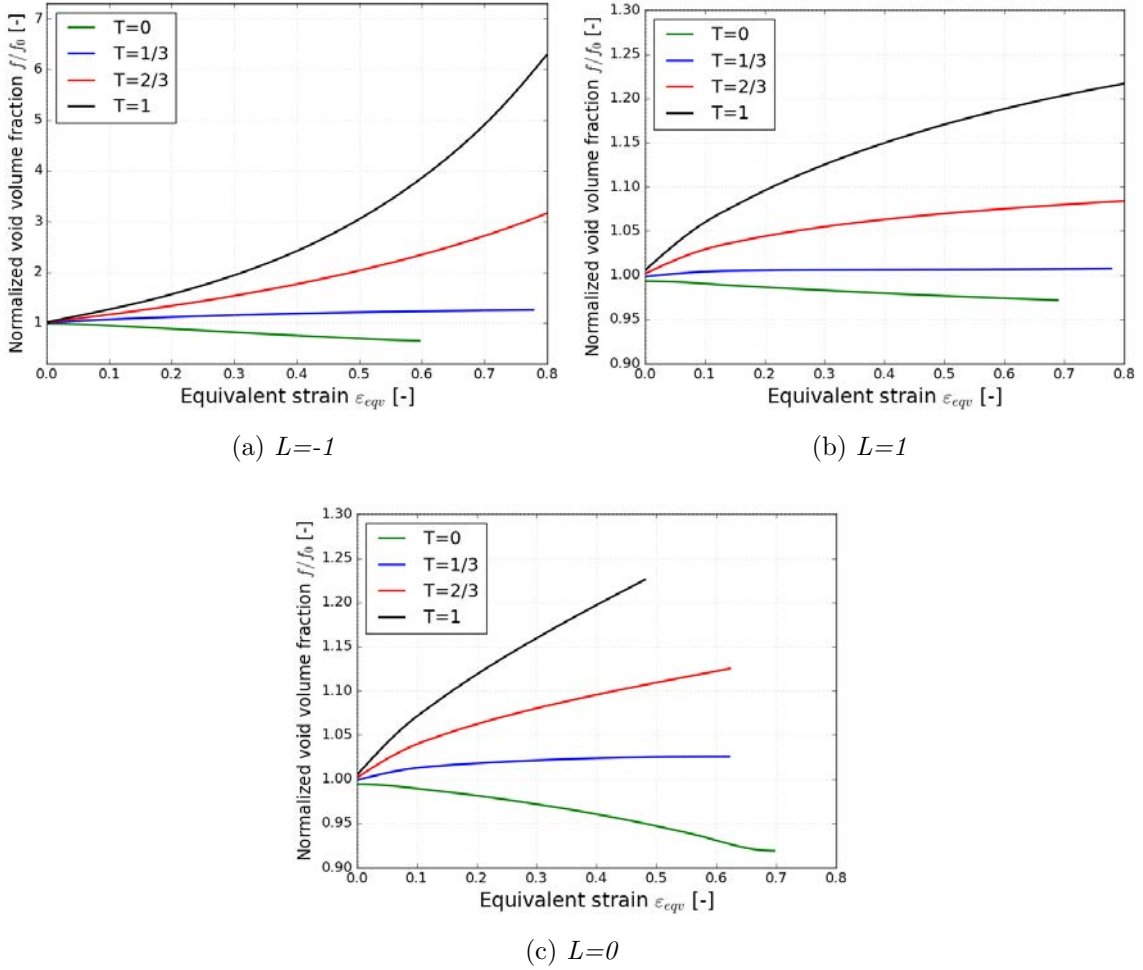 Normalized void volume fraction f/f₀ [-]
7
6
5
4
3
2
1
T=0
T=1/3
T=2/3
T=1
0.0 0.1 0.2 0.3 0.4 0.5 0.6 0.7 0.8
Equivalent strain ε_eqv [-]
(a) L=-1
Normalized void volume fraction f/f₀ [-]
1.30
1.25
1.20
1.15
1.10
1.05
1.00
0.95
0.90
T=0
T=1/3
T=2/3
T=1
0.0 0.1 0.2 0.3 0.4 0.5 0.6 0.7 0.8
Equivalent strain ε_eqv [-]
(b) L=1
Normalized void volume fraction f/f₀ [-]
1.30
1.25
1.20
1.15
1.10
1.05
1.00
0.95
0.90
T=0
T=1/3
T=2/3
T=1
0.0 0.1 0.2 0.3 0.4 0.5 0.6 0.7 0.8
Equivalent strain ε_eqv [-]
(c) L=0